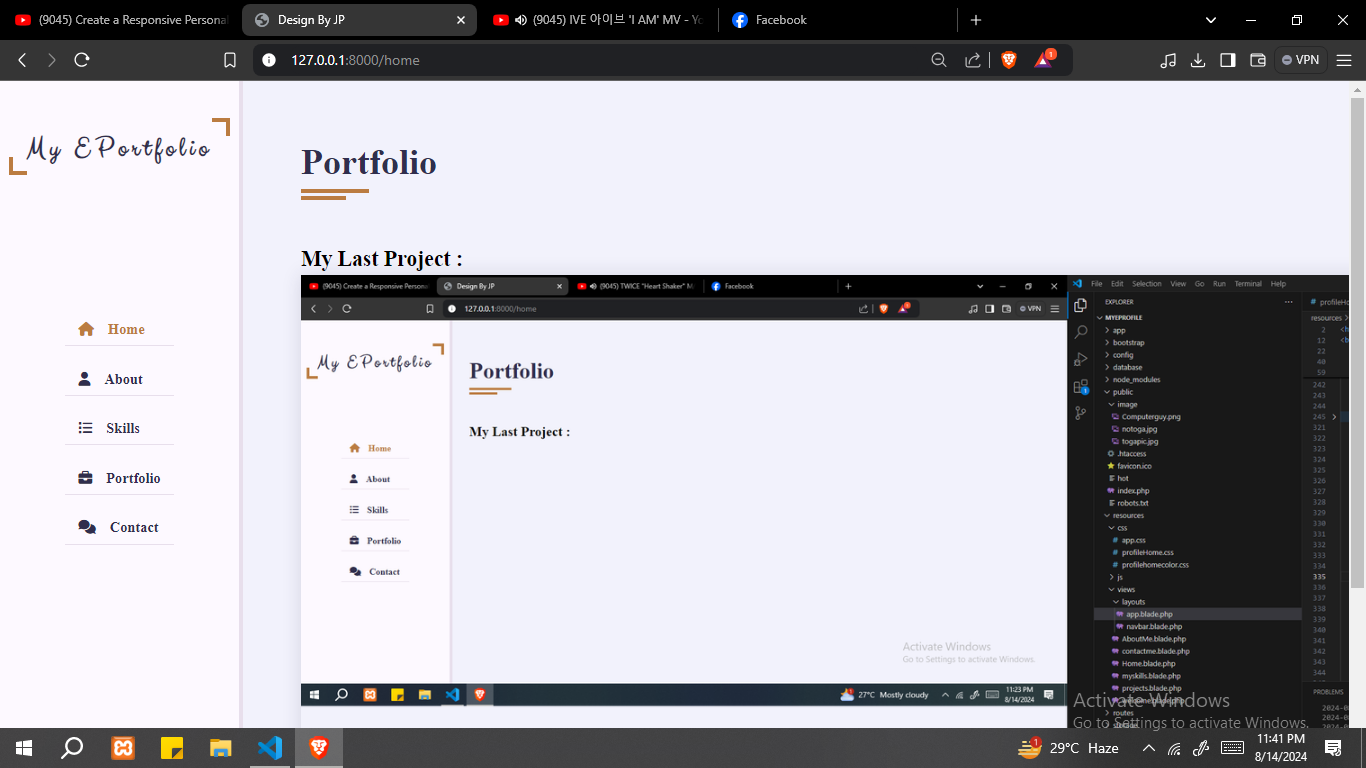 (9045) Create a Responsive Persona
Design By JP
(9045) IVE 아이브 'I AM' MV - Yo
Facebook
127.0.0.1:8000/home
1
VPN
My EPortfolio
Home
About
Skills
Portfolio
Contact
Portfolio
My Last Project :
(9045) Create a Responsive Persona
Design By JP
(9045) TWICE "Heart Shaker" M
Facebook
127.0.0.1:8000/home
VPN
My EPortfolio
Portfolio
My Last Project :
Home
About
Skills
Portfolio
Contact
Activate Windows
Go to Settings to activate Windows.
27°C Mostly cloudy
11:23 PM
8/14/2024
File Edit Selection View Go Run Terminal Help
EXPLORER
MYEPROFILE
app
bootstrap
config
database
node_modules
public
image
Computerguy.png
notoga.jpg
togapic.jpg
.htaccess
favicon.ico
hot
index.php
robots.txt
resources
css
app.css
profileHome.css
profilehomecolor.css
js
views
layouts
app.blade.php
navbar.blade.php
AboutMe.blade.php
contactme.blade.php
Home.blade.php
myskills.blade.php
projects.blade.php
routes
profileHo
resources
2
12
22
40
59
242
243
244
245
321
322
323
324
325
326
327
328
329
330
331
332
333
334
335
336
337
338
339
340
341
342
343
344
PROBLEMS
Activate Windows
Go to Settings to activate Windows.
1
29°C Haze
11:41 PM
8/14/2024